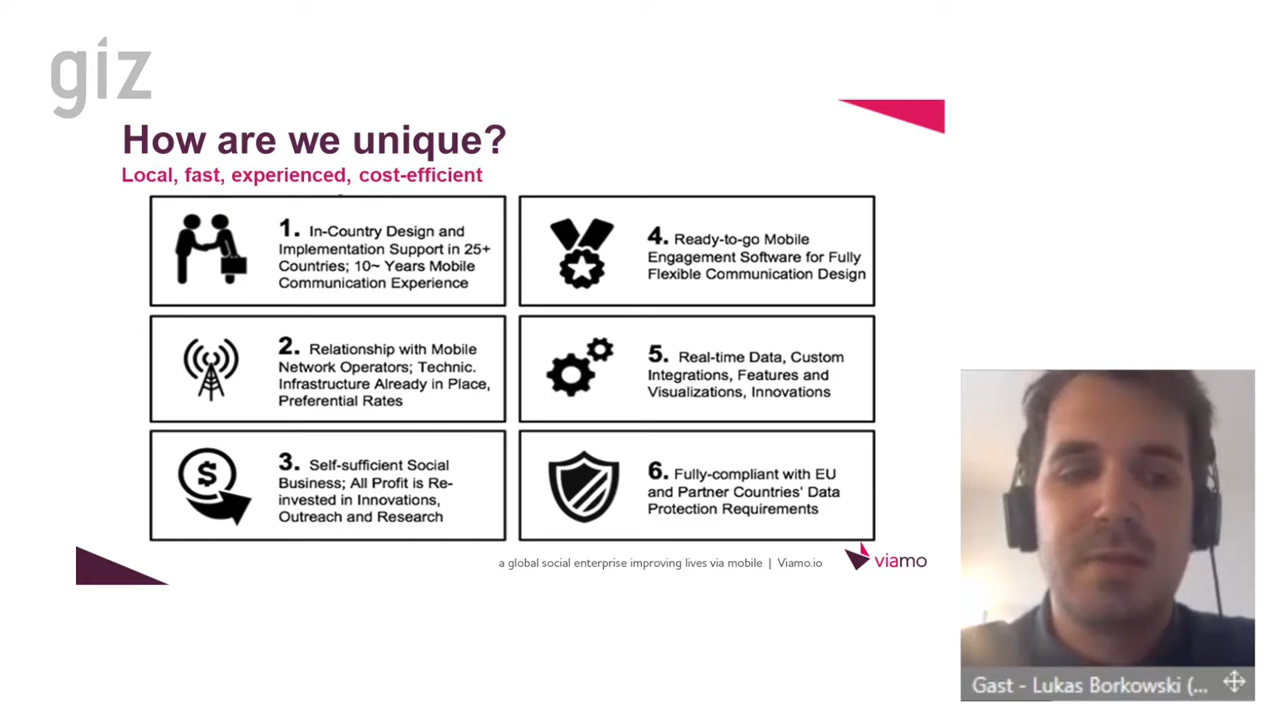 giz
How are we unique?
Local, fast, experienced, cost-efficient
1. In-Country Design and
Implementation Support in 25+
Countries; 10~ Years Mobile
Communication Experience
2. Relationship with Mobile
Network Operators; Technic.
Infrastructure Already in Place,
Preferential Rates
3. Self-sufficient Social
Business; All Profit is Re-
invested in Innovations,
Outreach and Research
4. Ready-to-go Mobile
Engagement Software for Fully
Flexible Communication Design
5. Real-time Data, Custom
Integrations, Features and
Visualizations, Innovations
6. Fully-compliant with EU
and Partner Countries' Data
Protection Requirements
a global social enterprise improving lives via mobile | Viamo.io
viamo
Gast - Lukas Borkowski (...